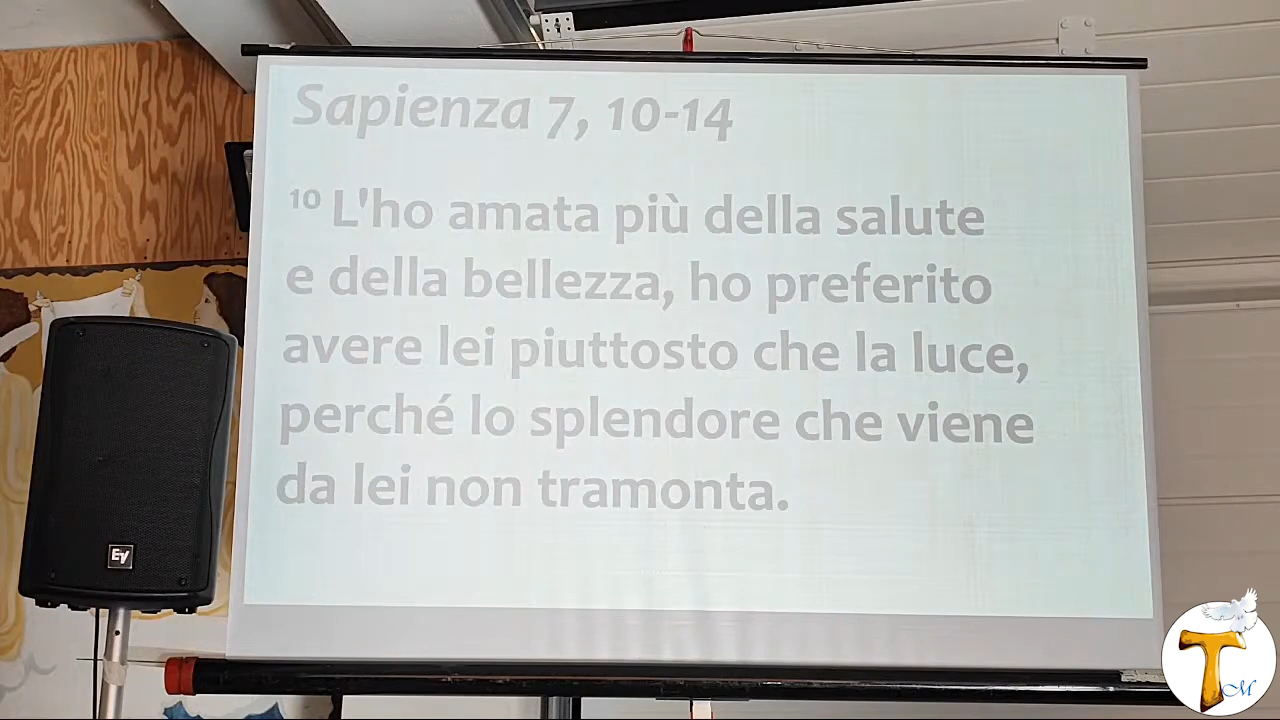 Sapienza 7, 10-14
¹⁰ L'ho amata più della salute
e della bellezza, ho preferito
avere lei piuttosto che la luce,
perché lo splendore che viene
da lei non tramonta.
EV
T M